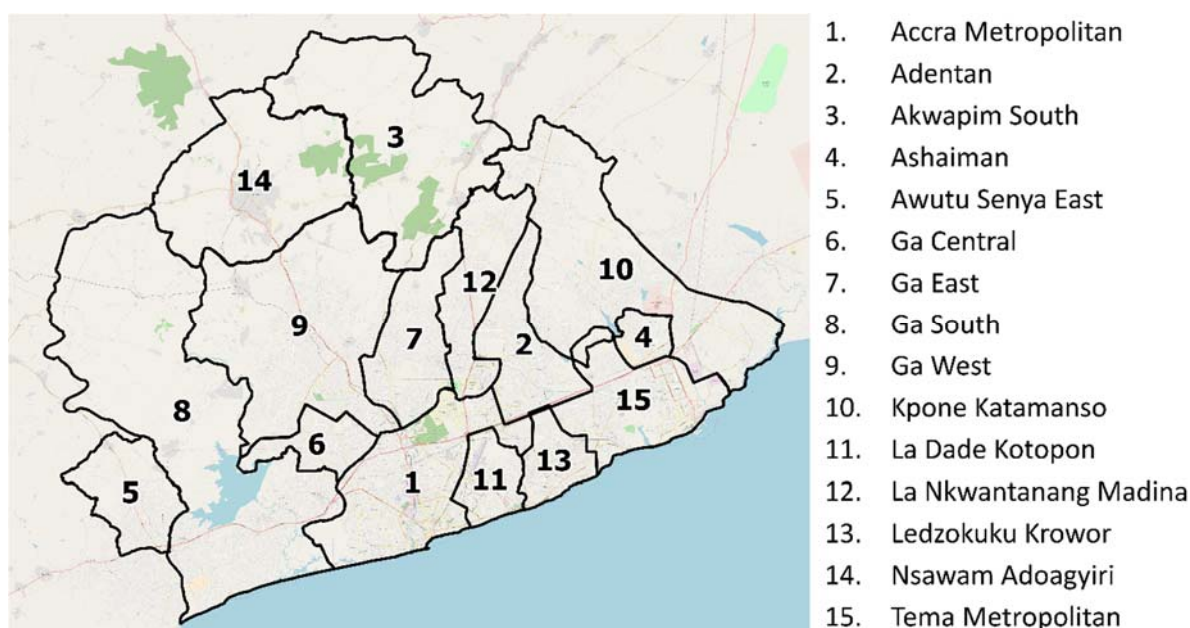 3
14
12
10
9
7
2
4
8
15
6
5
1
11
13
1. Accra Metropolitan
2. Adentan
3. Akwapim South
4. Ashaiman
5. Awutu Senya East
6. Ga Central
7. Ga East
8. Ga South
9. Ga West
10. Kpone Katamanso
11. La Dade Kotopon
12. La Nkwantanang Madina
13. Ledzokuku Krowor
14. Nsawam Adoagyiri
15. Tema Metropolitan